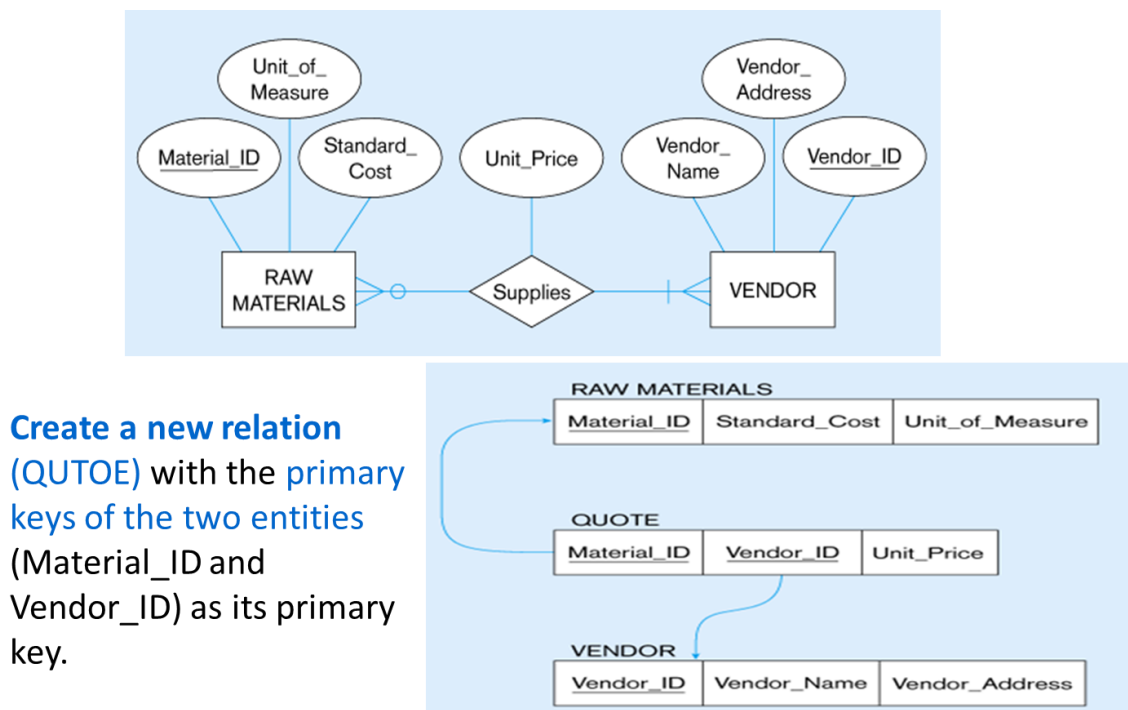 Unit_of_
Measure
Vendor_
Address
Material_ID
Standard_
Cost
Unit_Price
Vendor_
Name
Vendor_ID
RAW
MATERIALS
Supplies
VENDOR
Create a new relation
(QUTOE) with the primary
keys of the two entities
(Material_ID and
Vendor_ID) as its primary
key.
RAW MATERIALS
Material_ID Standard_Cost Unit_of_Measure
QUOTE
Material_ID Vendor_ID Unit_Price
VENDOR
Vendor_ID Vendor_Name Vendor_Address